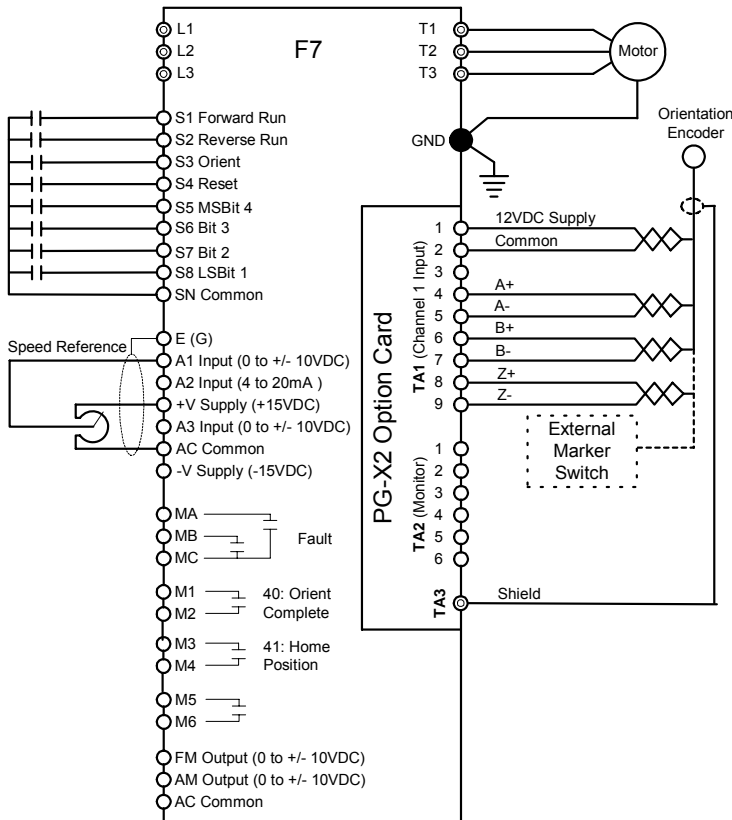 F7
L1
L2
L3
T1
T2
T3
Motor
GND
Orientation
Encoder
S1 Forward Run
S2 Reverse Run
S3 Orient
S4 Reset
S5 MSBit 4
S6 Bit 3
S7 Bit 2
S8 LSBit 1
SN Common
Speed Reference
E (G)
A1 Input (0 to +/- 10VDC)
A2 Input (4 to 20mA )
+V Supply (+15VDC)
A3 Input (0 to +/- 10VDC)
AC Common
-V Supply (-15VDC)
MA
MB
MC
Fault
M1
M2
40: Orient
Complete
M3
M4
41: Home
Position
M5
M6
FM Output (0 to +/- 10VDC)
AM Output (0 to +/- 10VDC)
AC Common
PG-X2 Option Card
TA1 (Channel 1 Input)
1
2
3
4
5
6
7
8
9
12VDC Supply
Common
A+
A-
B+
B-
Z+
Z-
External
Marker
Switch
TA2 (Monitor)
1
2
3
4
5
6
TA3
Shield